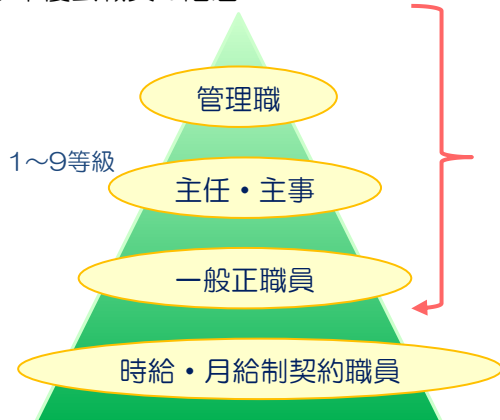 管理職
1～9等級
主任・主事
一般正職員
時給・月給制契約職員